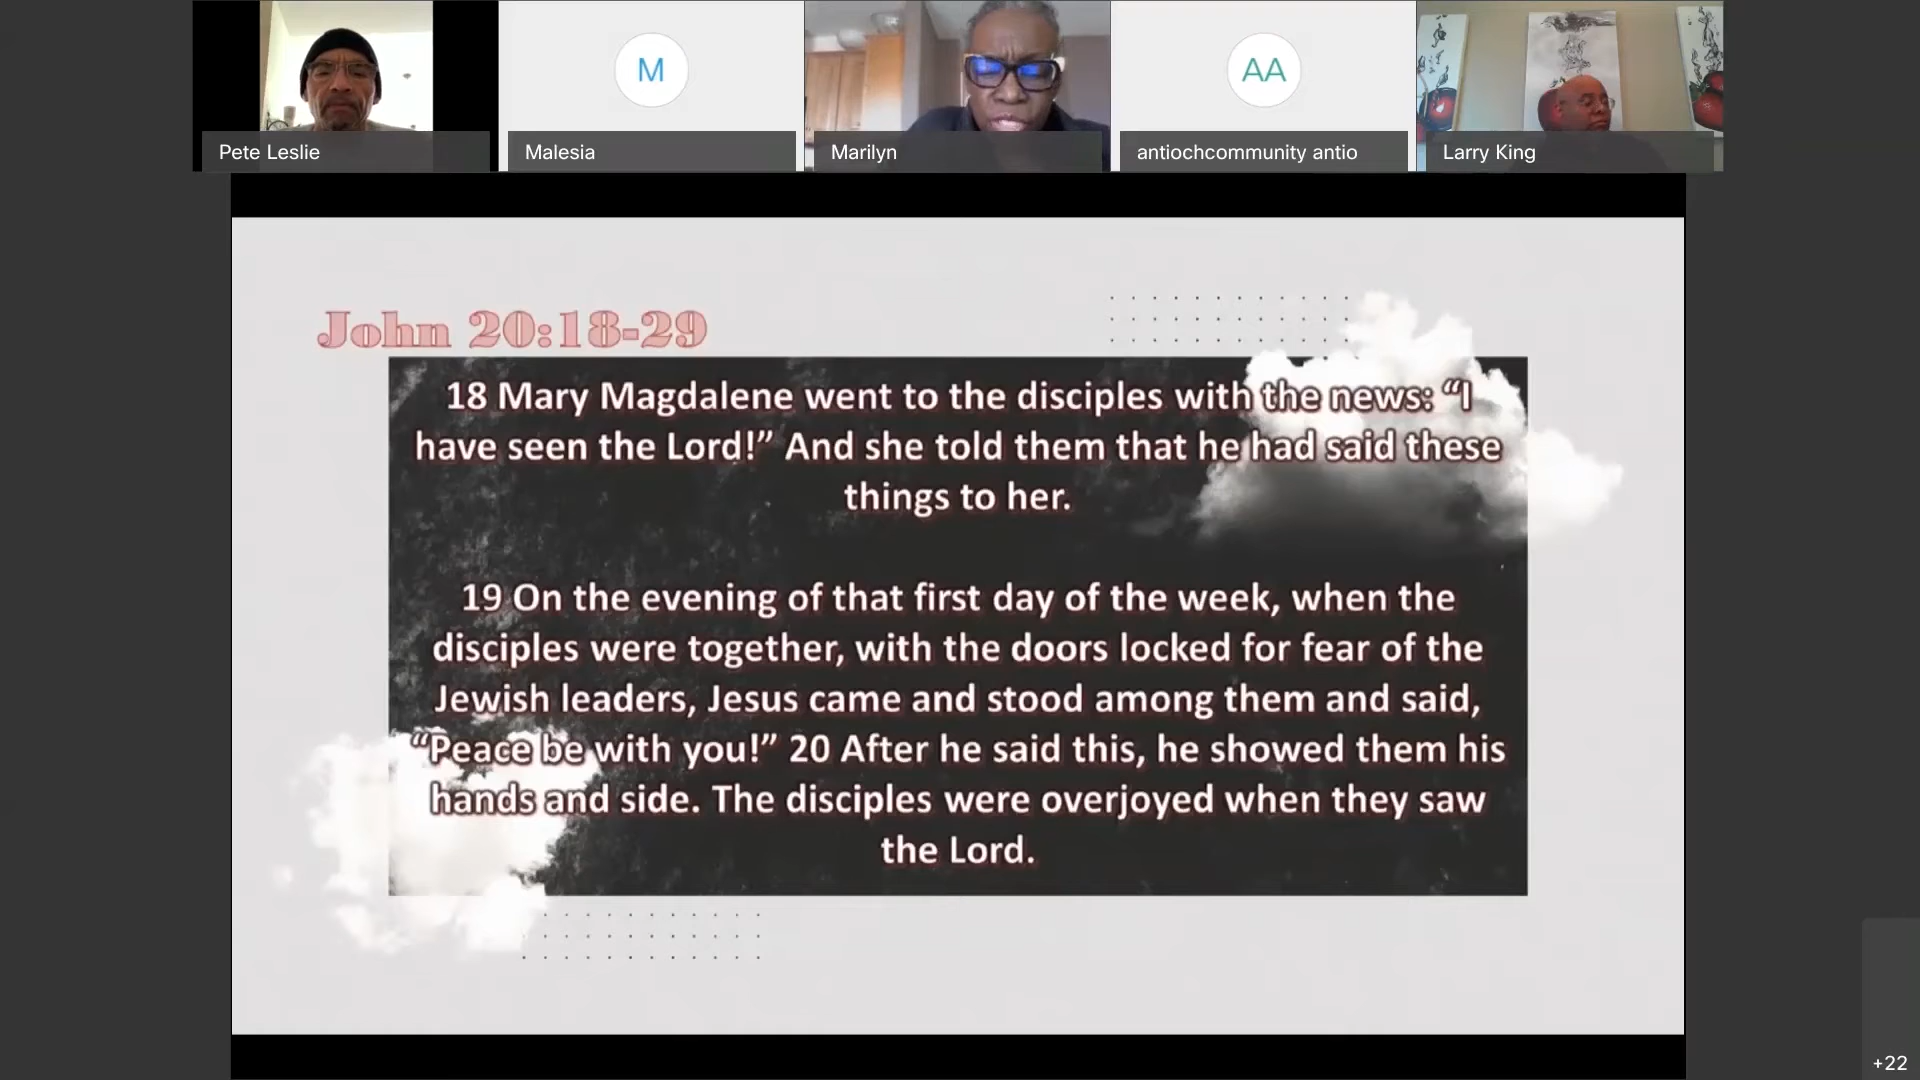 Pete Leslie
M
Malesia
Marilyn
AA
antiochcommunity antio
Larry King
John 20:18-29
18 Mary Magdalene went to the disciples with the news: “I
have seen the Lord!” And she told them that he had said these
things to her.
19 On the evening of that first day of the week, when the
disciples were together, with the doors locked for fear of the
Jewish leaders, Jesus came and stood among them and said,
“Peace be with you!” 20 After he said this, he showed them his
hands and side. The disciples were overjoyed when they saw
the Lord.
+22